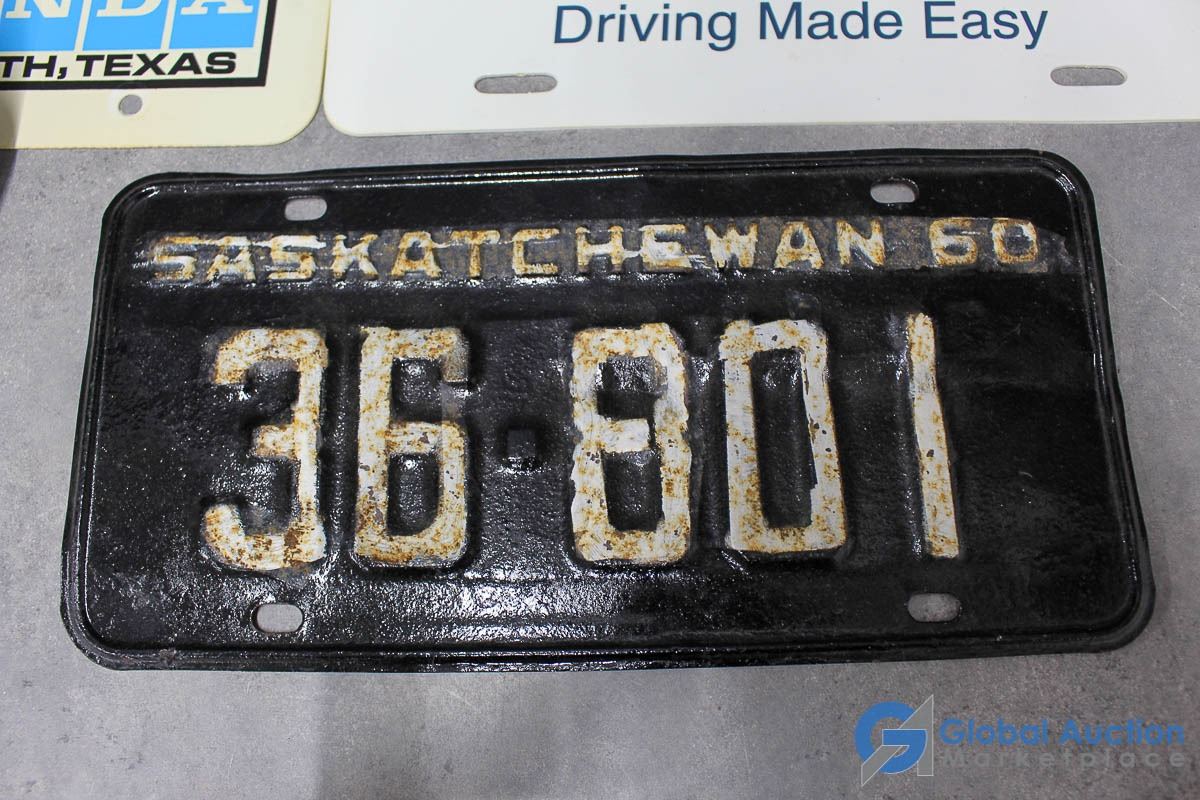 NDA
TH, TEXAS
Driving Made Easy
SASKATCHEWAN 60
36·801
Global Auction
Marketplace